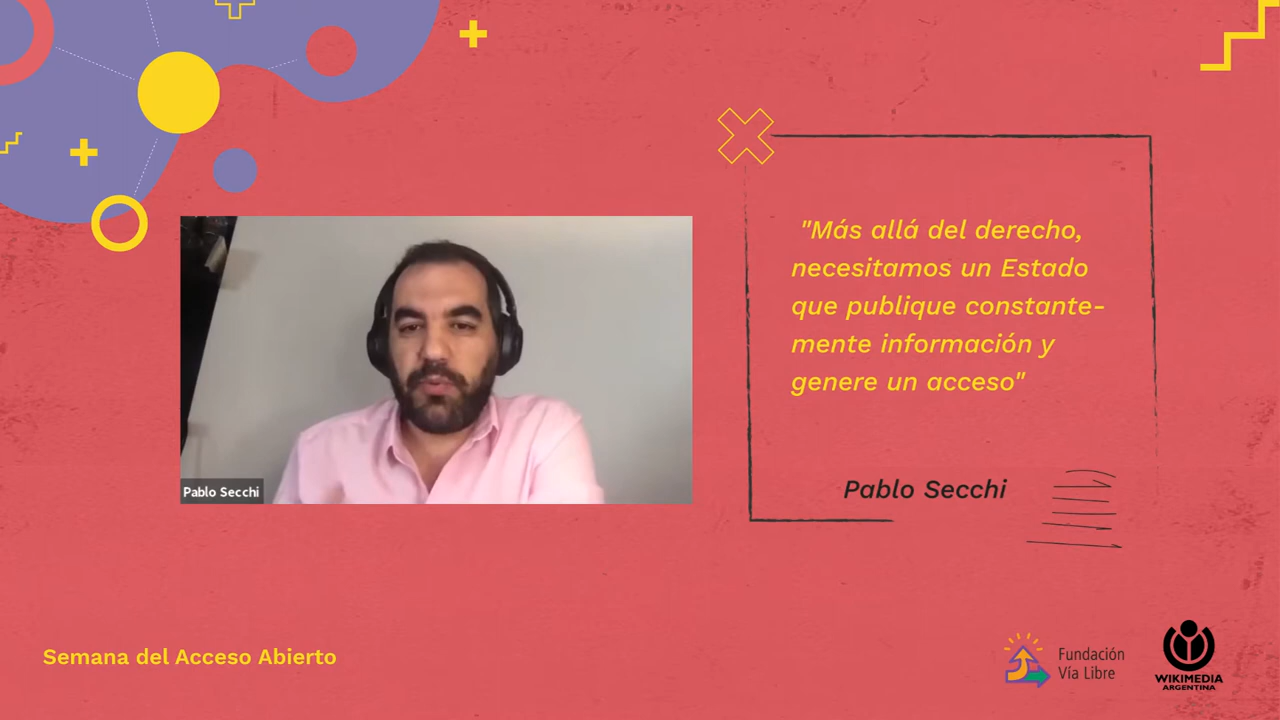 "Más allá del derecho,
necesitamos un Estado
que publique constante-
mente información y
genere un acceso"
Pablo Secchi
Pablo Secchi
Semana del Acceso Abierto
Fundación
Vía Libre
WIKIMEDIA
ARGENTINA